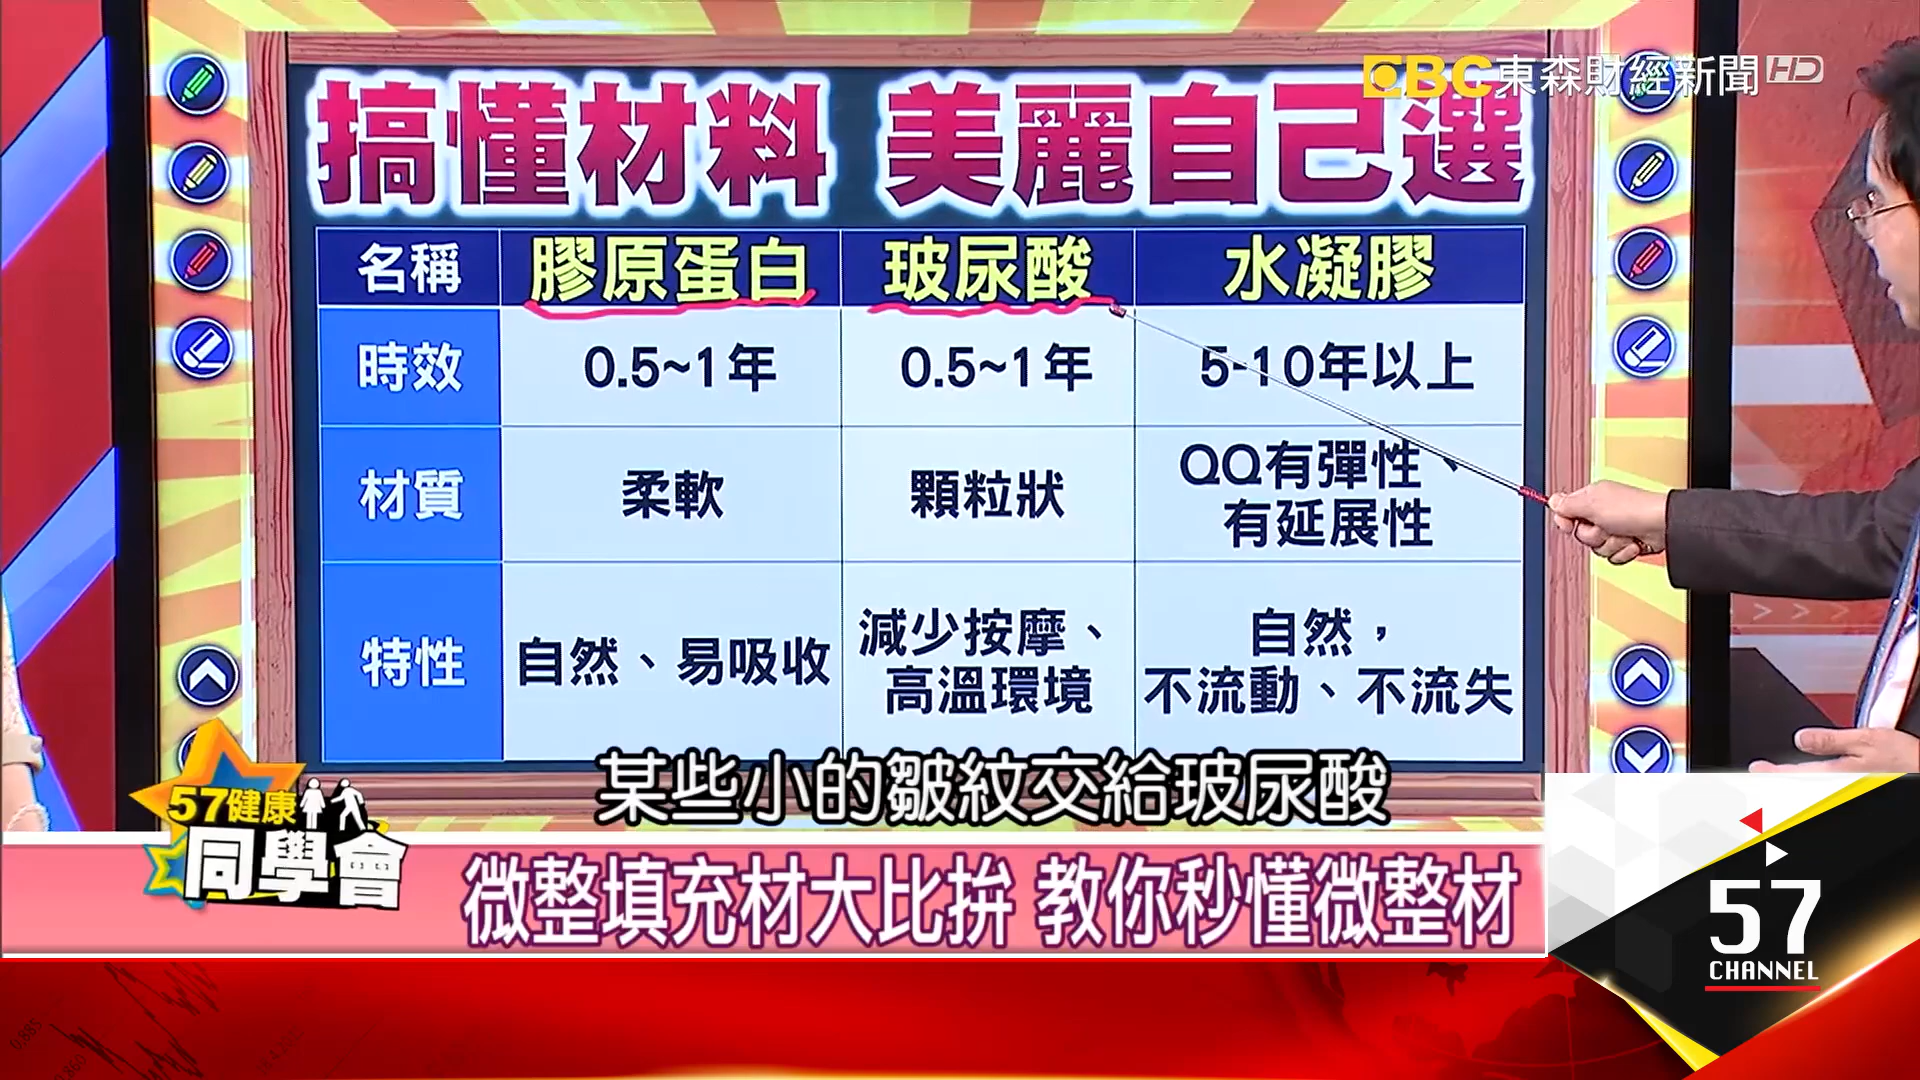 EBC東森財經新聞HD
搞懂材料 美麗自己選
名稱 膠原蛋白 玻尿酸 水凝膠
時效 0.5~1年 0.5~1年 5-10年以上
材質 柔軟 顆粒狀 QQ有彈性、
有延展性
特性 自然、易吸收 減少按摩、
高溫環境 自然，
不流動、不流失
某些小的皺紋交給玻尿酸
57健康
同學會
微整填充材大比拚 教你秒懂微整材
57
CHANNEL